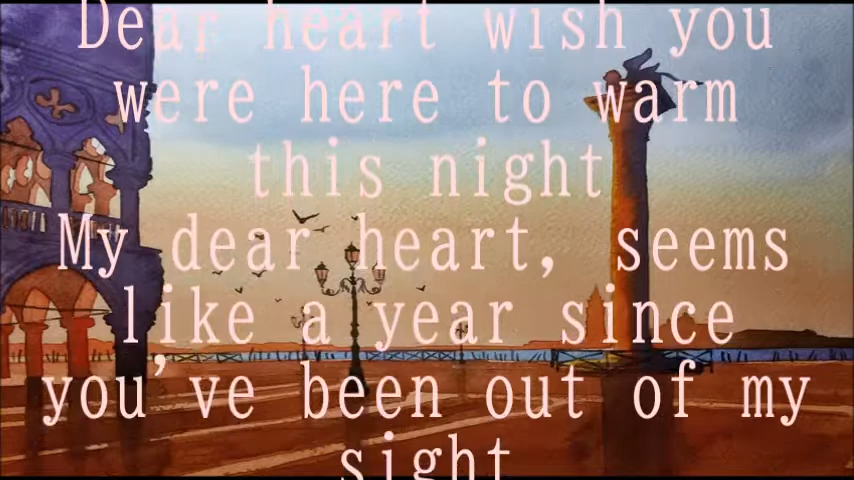 Dear heart wish you
were here to warm
this night
My dear heart, seems
like a year since
you've been out of my
sight